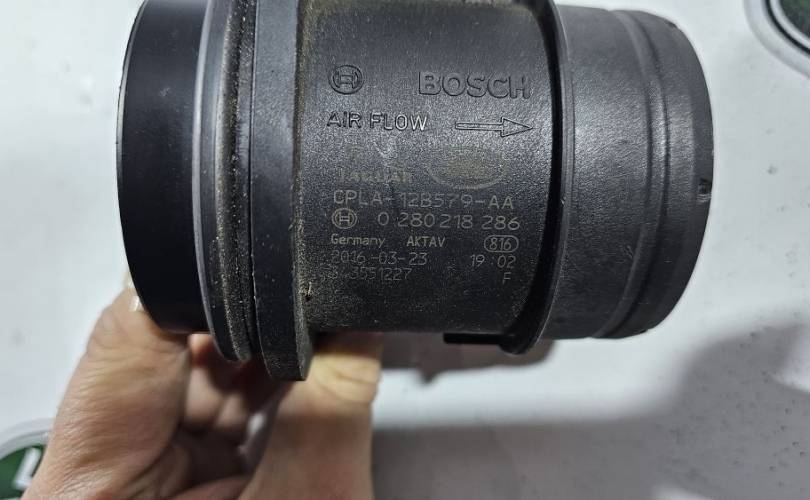 BOSCH
AIR FLOW
JAGUAR
CPLA-12B579-AA
0 280 218 286
Germany AKTAV 816
2016-03-23 19:02
F